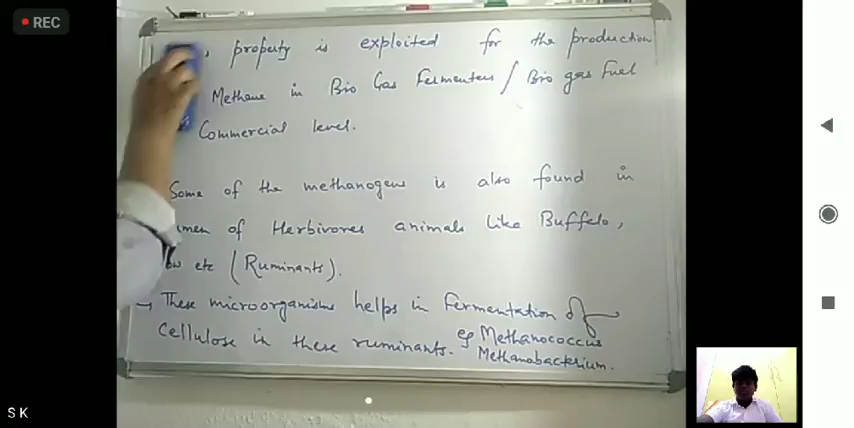 REC
property is exploited for the production
Methane in Bio Gas Fermenters / Bio gas Fuel
Commercial level.
Some of the methanogens is also found in
of Herbivores animals like Buffelo,
etc (Ruminants).
→ These microorganisms helps in Fermentation of
Cellulose in these ruminants. eg Methanococcus
Methanobacterium.
S K